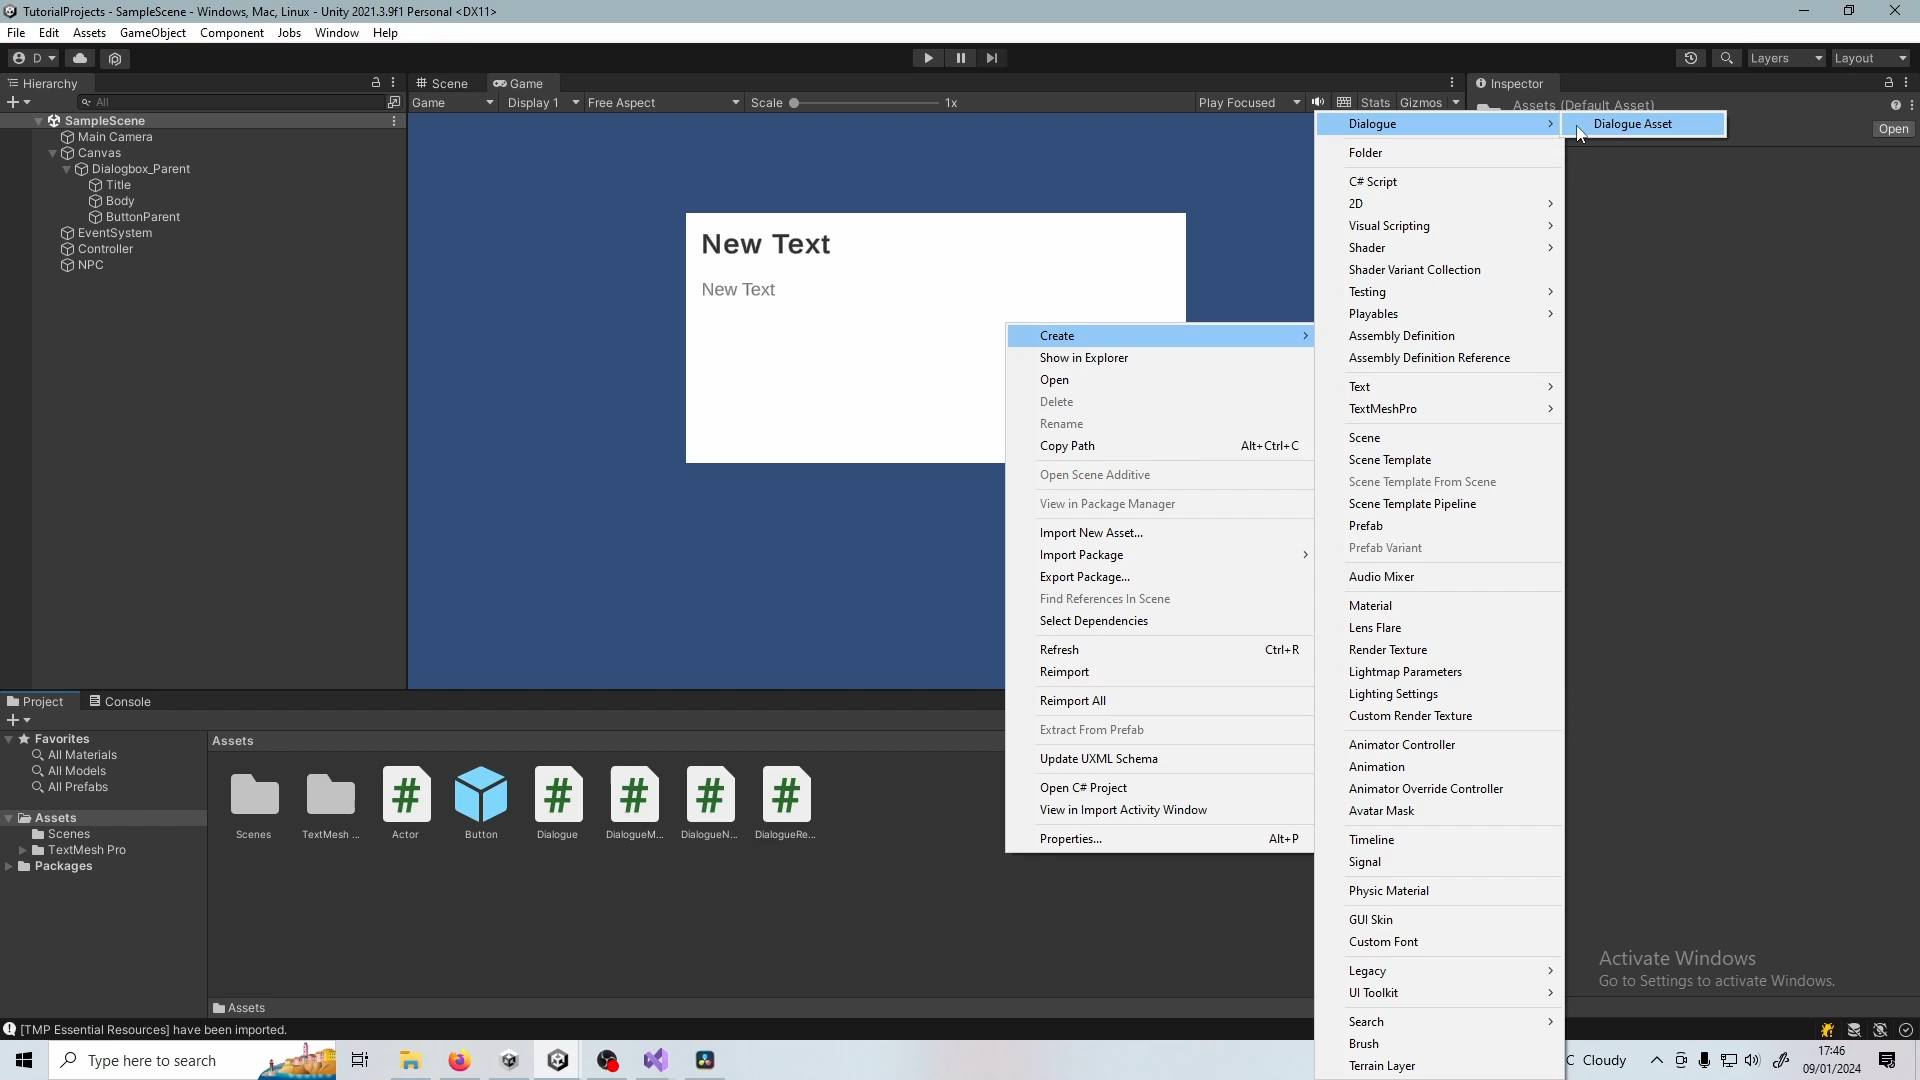 TutorialProjects - SampleScene - Windows, Mac, Linux - Unity 2021.3.9f1 Personal <DX11>
File Edit Assets GameObject Component Jobs Window Help
D Layers Layout
Hierarchy
All
SampleScene
Main Camera
Canvas
Dialogbox_Parent
Title
Body
ButtonParent
EventSystem
Controller
NPC
Scene Game
Game Display 1 Free Aspect Scale 1x Play Focused Stats Gizmos
New Text
New Text
Inspector
Assets (Default Asset)
Open
Create
Show in Explorer
Open
Delete
Rename
Copy Path Alt+Ctrl+C
Open Scene Additive
View in Package Manager
Import New Asset...
Import Package
Export Package...
Find References In Scene
Select Dependencies
Refresh Ctrl+R
Reimport
Reimport All
Extract From Prefab
Update UXML Schema
Open C# Project
View in Import Activity Window
Properties... Alt+P
Dialogue
Folder
C# Script
2D
Visual Scripting
Shader
Shader Variant Collection
Testing
Playables
Assembly Definition
Assembly Definition Reference
Text
TextMeshPro
Scene
Scene Template
Scene Template From Scene
Scene Template Pipeline
Prefab
Prefab Variant
Audio Mixer
Material
Lens Flare
Render Texture
Lightmap Parameters
Lighting Settings
Custom Render Texture
Animator Controller
Animation
Animator Override Controller
Avatar Mask
Timeline
Signal
Physic Material
GUI Skin
Custom Font
Legacy
UI Toolkit
Search
Brush
Terrain Layer
Dialogue Asset
Project Console
Favorites
All Materials
All Models
All Prefabs
Assets
Scenes
TextMesh Pro
Packages
Assets
Scenes TextMesh ... Actor Button Dialogue DialogueM... DialogueN... DialogueRe...
Assets
Activate Windows
Go to Settings to activate Windows.
[TMP Essential Resources] have been imported.
Type here to search
C Cloudy
17:46
09/01/2024